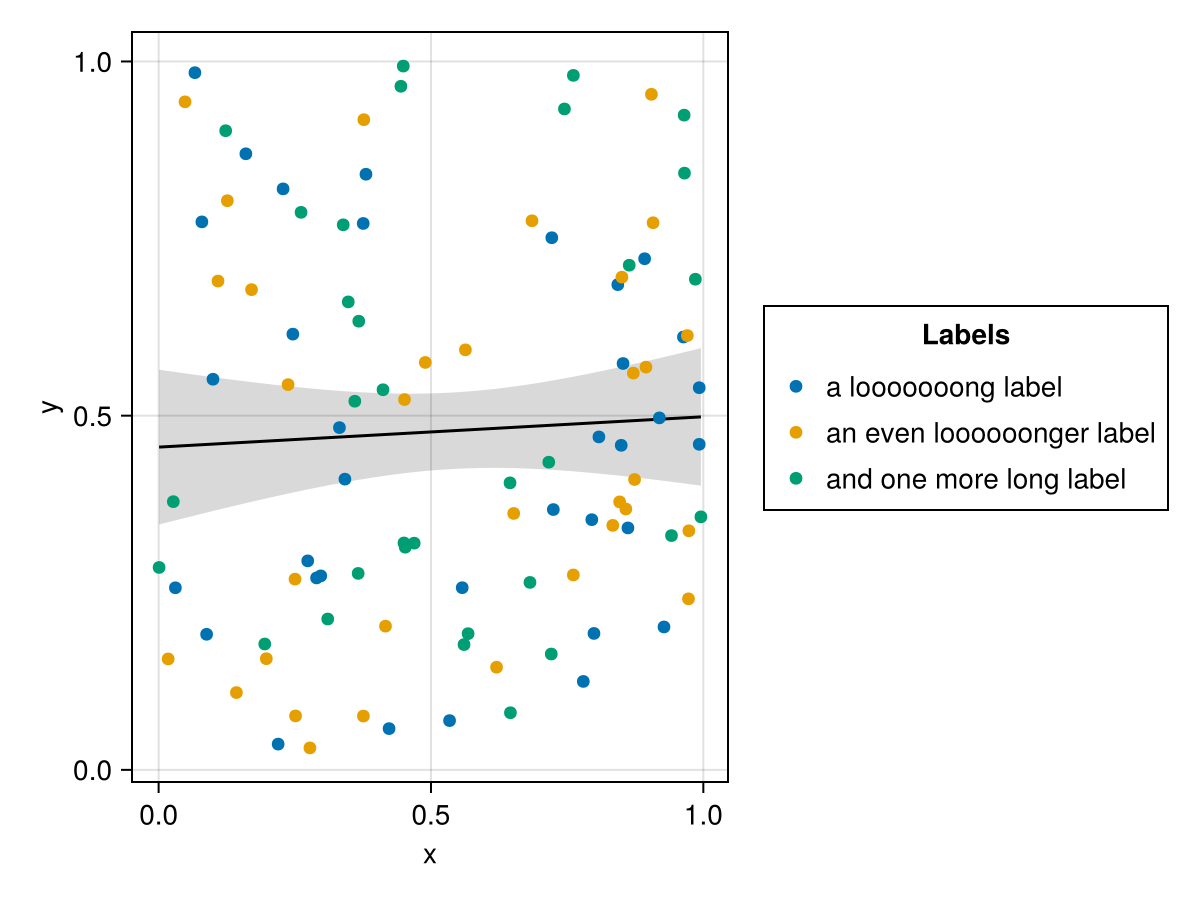 1.0
0.5
0.0
y
0.0 0.5 1.0
x
Labels
a looooooong label
an even loooooonger label
and one more long label